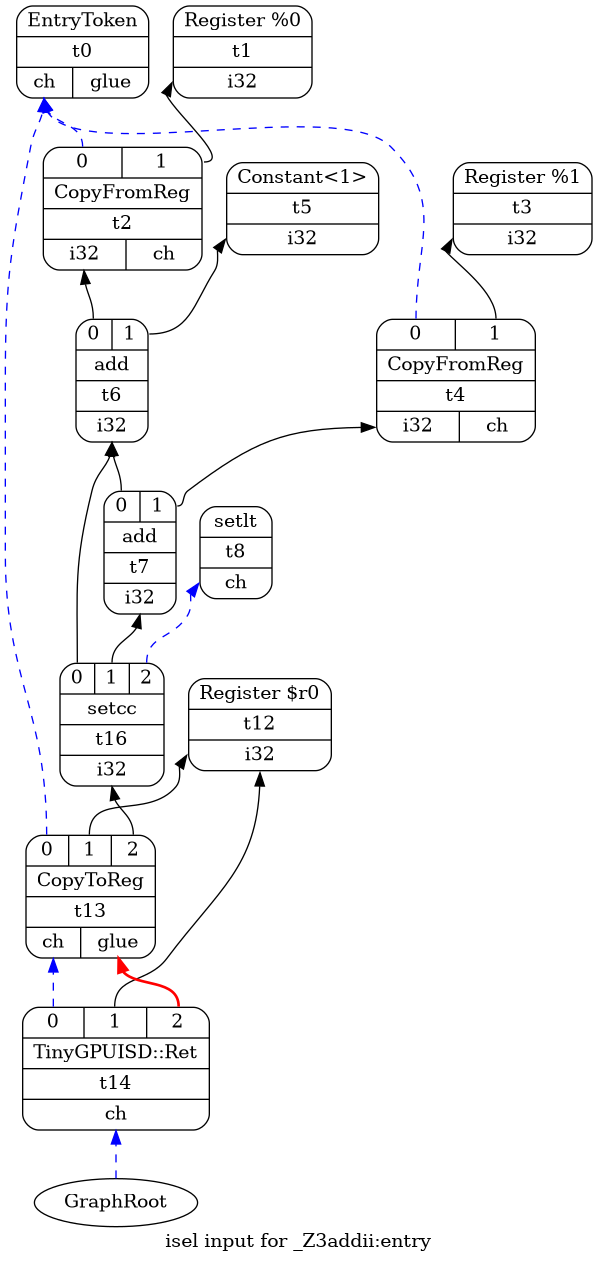 EntryToken
t0
ch glue
Register %0
t1
i32
0 1
CopyFromReg
t2
i32 ch
Constant<1>
t5
i32
Register %1
t3
i32
0 1
add
t6
i32
0 1
CopyFromReg
t4
i32 ch
0 1
add
t7
i32
setlt
t8
ch
0 1 2
setcc
t16
i32
Register $r0
t12
i32
0 1 2
CopyToReg
t13
ch glue
0 1 2
TinyGPUISD::Ret
t14
ch
GraphRoot
isel input for _Z3addii:entry